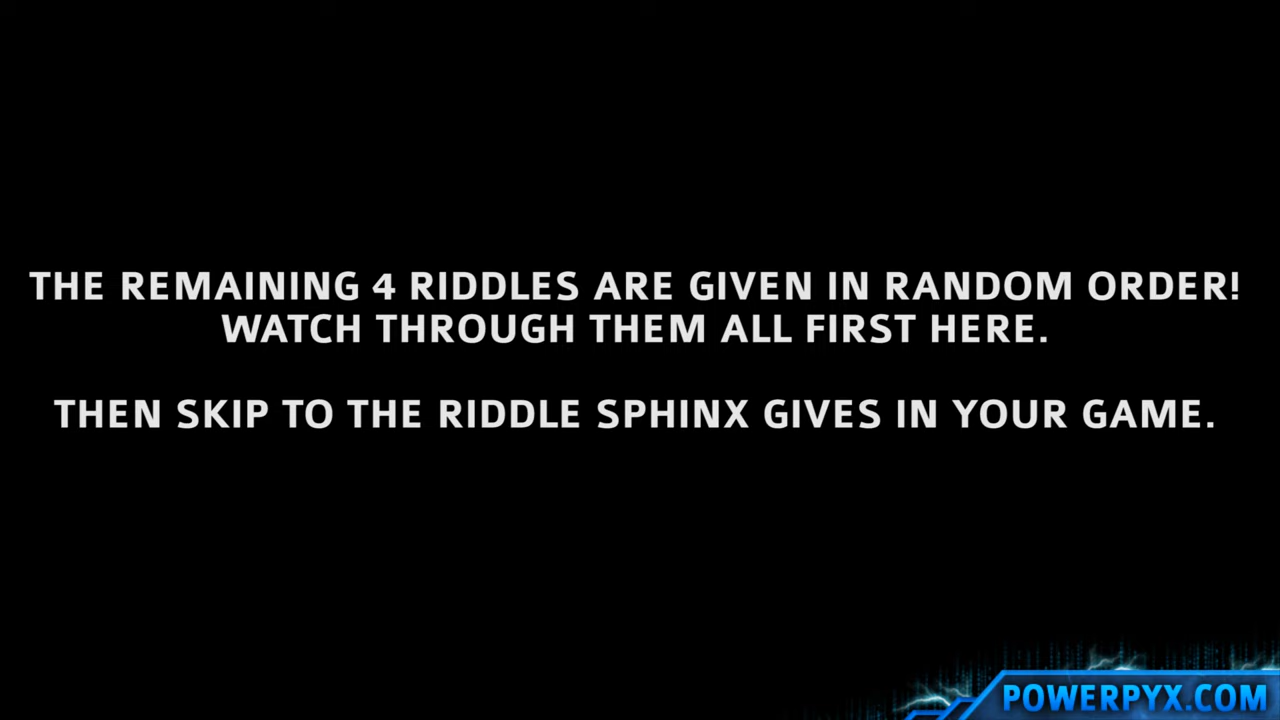 THE REMAINING 4 RIDDLES ARE GIVEN IN RANDOM ORDER!
WATCH THROUGH THEM ALL FIRST HERE.
THEN SKIP TO THE RIDDLE SPHINX GIVES IN YOUR GAME.
POWERPYX.COM